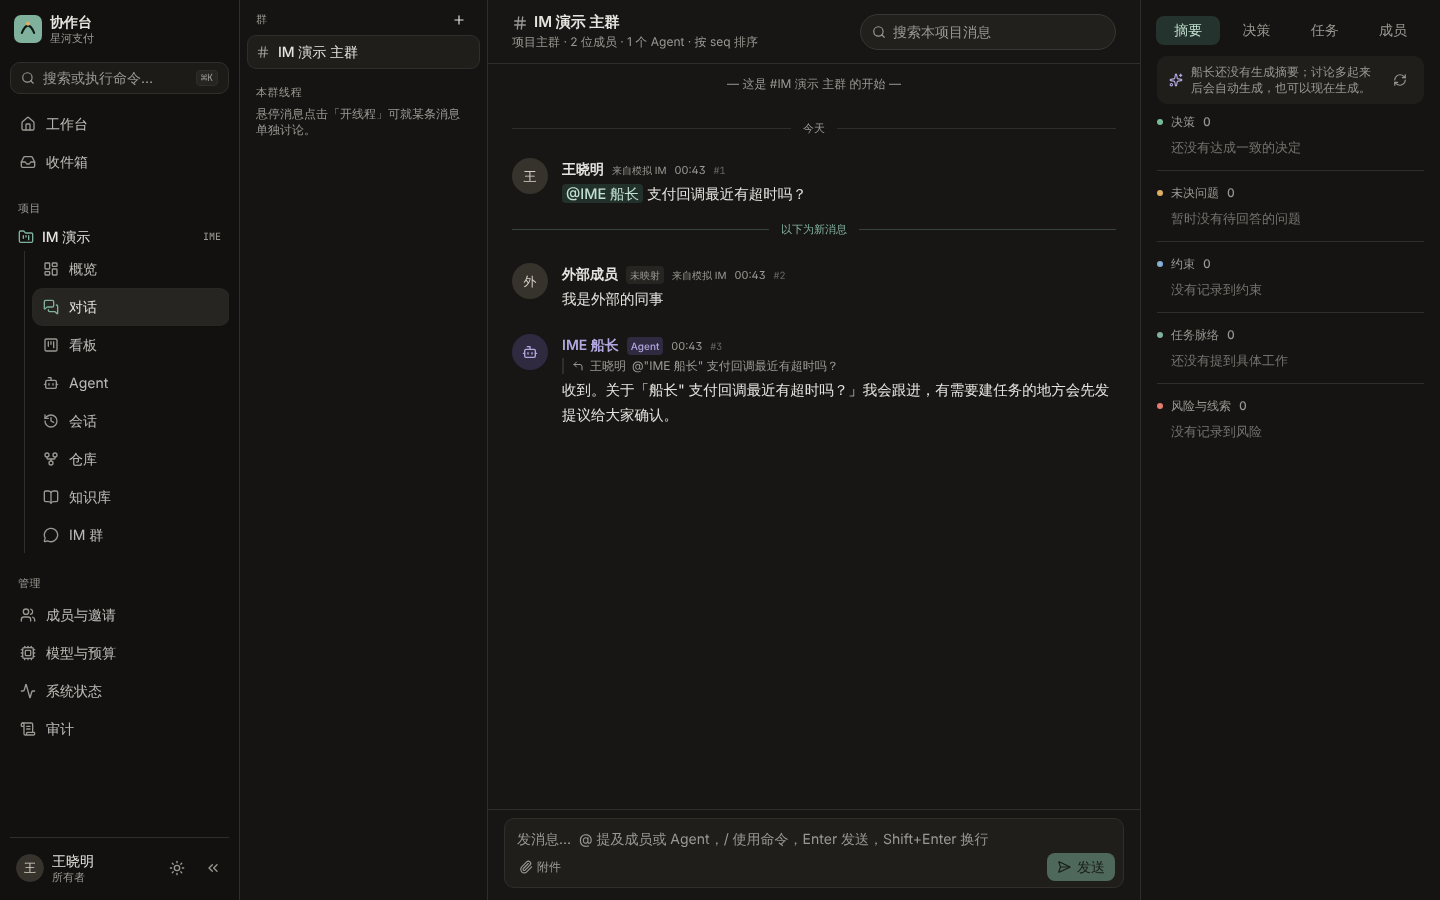 协作台
星河支付
搜索或执行命令...
⌘K
工作台
收件箱
项目
IM 演示
IME
概览
对话
看板
Agent
会话
仓库
知识库
IM 群
管理
成员与邀请
模型与预算
系统状态
审计
王
王晓明
所有者
群
# IM 演示 主群
本群线程
悬停消息点击「开线程」可就某条消息
单独讨论。
# IM 演示 主群
项目主群 · 2 位成员 · 1 个 Agent · 按 seq 排序
搜索本项目消息
— 这是 #IM 演示 主群 的开始 —
今天
王
王晓明 来自模拟 IM 00:43 #1
@IME 船长 支付回调最近有超时吗？
以下为新消息
外
外部成员 未映射 来自模拟 IM 00:43 #2
我是外部的同事
IME 船长 Agent 00:43 #3
王晓明 @"IME 船长" 支付回调最近有超时吗？
收到。关于「船长" 支付回调最近有超时吗？」我会跟进，有需要建任务的地方会先发
提议给大家确认。
发消息... @ 提及成员或 Agent，/ 使用命令，Enter 发送，Shift+Enter 换行
附件
发送
摘要 决策 任务 成员
船长还没有生成摘要；讨论多起来
后会自动生成，也可以现在生成。
决策 0
还没有达成一致的决定
未决问题 0
暂时没有待回答的问题
约束 0
没有记录到约束
任务脉络 0
还没有提到具体工作
风险与线索 0
没有记录到风险